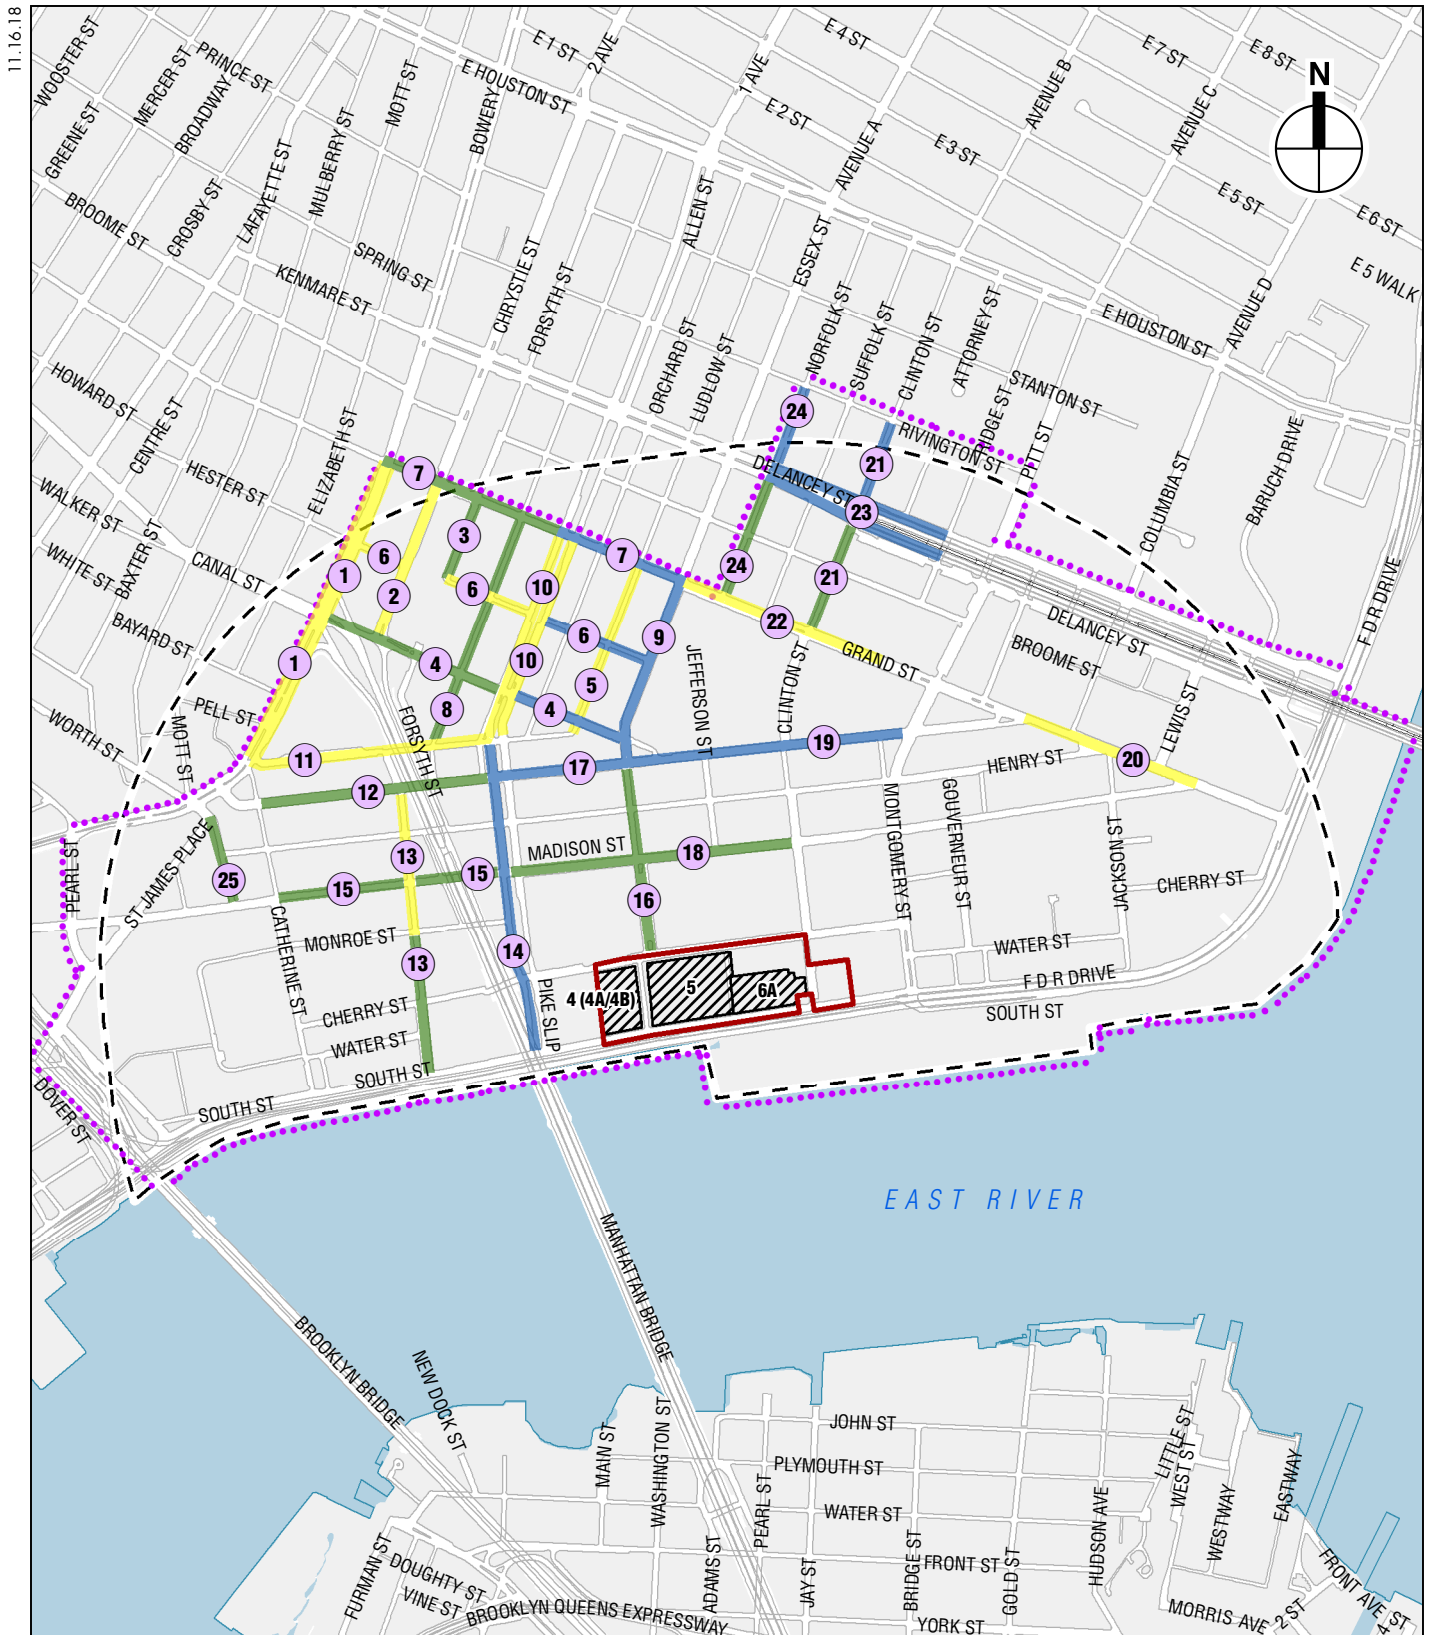 11.16.18
N
WOOSTER ST
GREENE ST
MERCER ST
BROADWAY
PRINCE ST
CROSBY ST
LAFAYETTE ST
MULBERRY ST
MOTT ST
BOWERY
E HOUSTON ST
E 1 ST
2 AVE
1 AVE
E 2 ST
E 4 ST
E 3 ST
AVENUE A
AVENUE B
AVENUE C
E 7 ST
E 8 ST
E 5 ST
E 6 ST
E 5 WALK
AVENUE D
E HOUSTON ST
BROOME ST
SPRING ST
KENMARE ST
CHRYSTIE ST
FORSYTH ST
ALLEN ST
ESSEX ST
ORCHARD ST
LUDLOW ST
NORFOLK ST
SUFFOLK ST
CLINTON ST
ATTORNEY ST
RIDGE ST
STANTON ST
PITT ST
RIVINGTON ST
DELANCEY ST
COLUMBIA ST
BARUCH DRIVE
F D R DRIVE
HOWARD ST
CENTRE ST
HESTER ST
ELIZABETH ST
WALKER ST
WHITE ST
BAXTER ST
CANAL ST
BAYARD ST
PELL ST
WORTH ST
MOTT ST
FORSYTH ST
JEFFERSON ST
CLINTON ST
GRAND ST
BROOME ST
DELANCEY ST
LEWIS ST
HENRY ST
MADISON ST
MONTGOMERY ST
GOUVERNEUR ST
JACKSON ST
CHERRY ST
WATER ST
F D R DRIVE
SOUTH ST
PEARL ST
ST JAMES PLACE
CATHERINE ST
MONROE ST
CHERRY ST
WATER ST
SOUTH ST
SOUTH ST
PIKE SLIP
DOVER ST
24
7
21
23
3
7
24
6
1
6
10
21
2
22
6
9
1
4
10
5
8
4
19
11
17
20
12
13
18
15
25
15
16
14
13
4 (4A/4B)
5
6A
EAST RIVER
MANHATTAN BRIDGE
BROOKLYN BRIDGE
NEW DOCK ST
MAIN ST
WASHINGTON ST
JOHN ST
PLYMOUTH ST
WATER ST
PEARL ST
ADAMS ST
JAY ST
BRIDGE ST
FRONT ST
GOLD ST
HUDSON AVE
LITTLE ST
WEST ST
WESTWAY
EASTWAY
FRONT AVE
ST
4
2 ST
MORRIS AVE
YORK ST
FURMAN ST
DOUGHTY ST
VINE ST
BROOKLYN QUEENS EXPRESSWAY